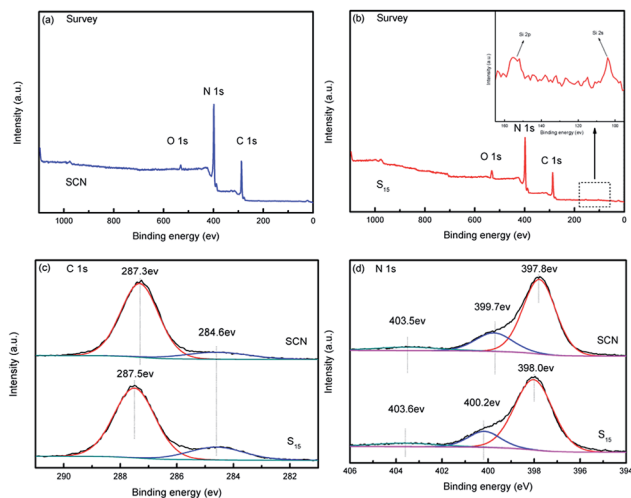 (a) Survey
N 1s
O 1s
C 1s
SCN
Intensity (a.u.)
1000 800 600 400 200 0
Binding energy (ev)
(b) Survey
Si 2p
Si 2s
Intensity (a.u.)
160 140 120 100
Binding energy (ev)
N 1s
O 1s
C 1s
S15
Intensity (a.u.)
1000 800 600 400 200 0
Binding energy (ev)
(c) C 1s
287.3ev
284.6ev
SCN
287.5ev
S15
Intensity (a.u.)
290 288 286 284 282
Binding energy (ev)
(d) N 1s
397.8ev
399.7ev
403.5ev
SCN
398.0ev
400.2ev
403.6ev
S15
Intensity (a.u.)
406 404 402 400 398 396 394
Binding energy (eV)